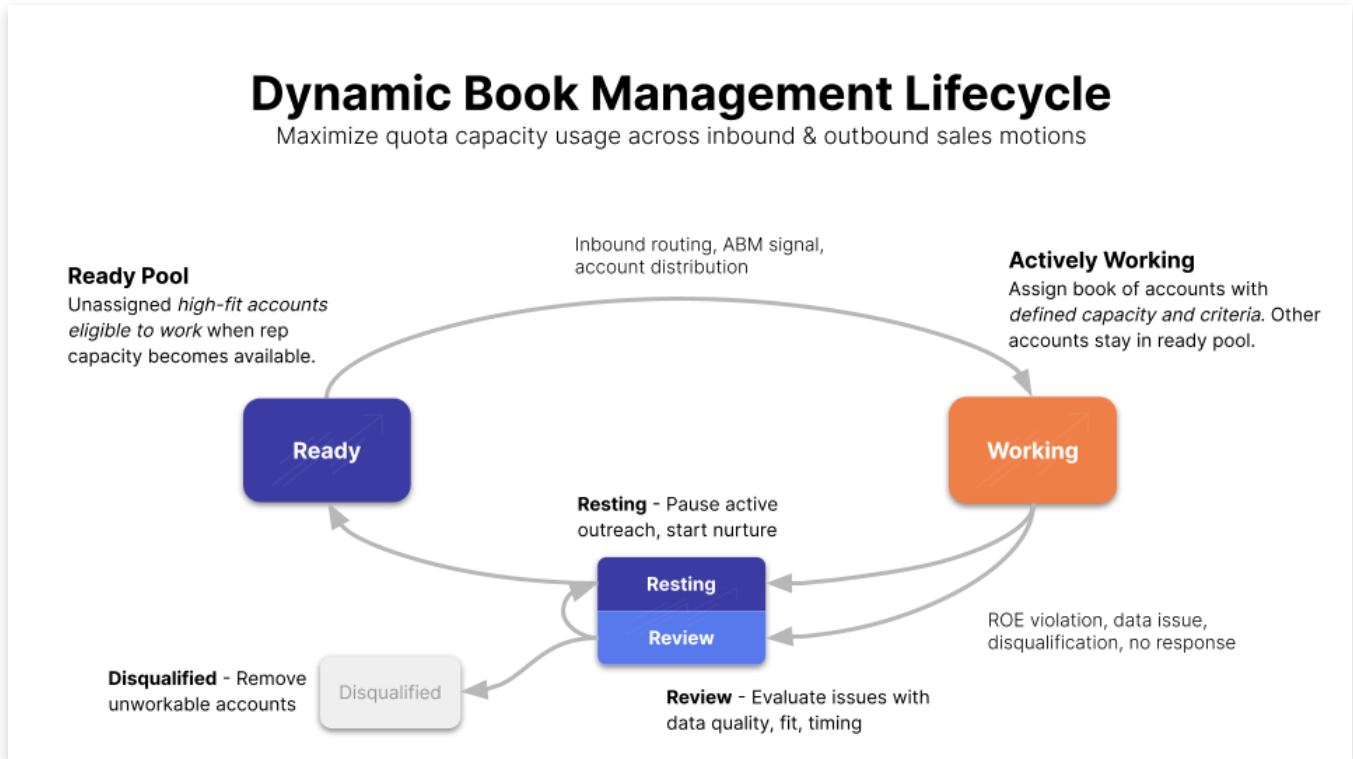 Dynamic Book Management Lifecycle
Maximize quota capacity usage across inbound & outbound sales motions
Inbound routing, ABM signal,
account distribution
Ready Pool
Unassigned high-fit accounts
eligible to work when rep
capacity becomes available.
Actively Working
Assign book of accounts with
defined capacity and criteria. Other
accounts stay in ready pool.
Ready
Working
Resting - Pause active
outreach, start nurture
Resting
Review
ROE violation, data issue,
disqualification, no response
Disqualified - Remove
unworkable accounts
Disqualified
Review - Evaluate issues with
data quality, fit, timing